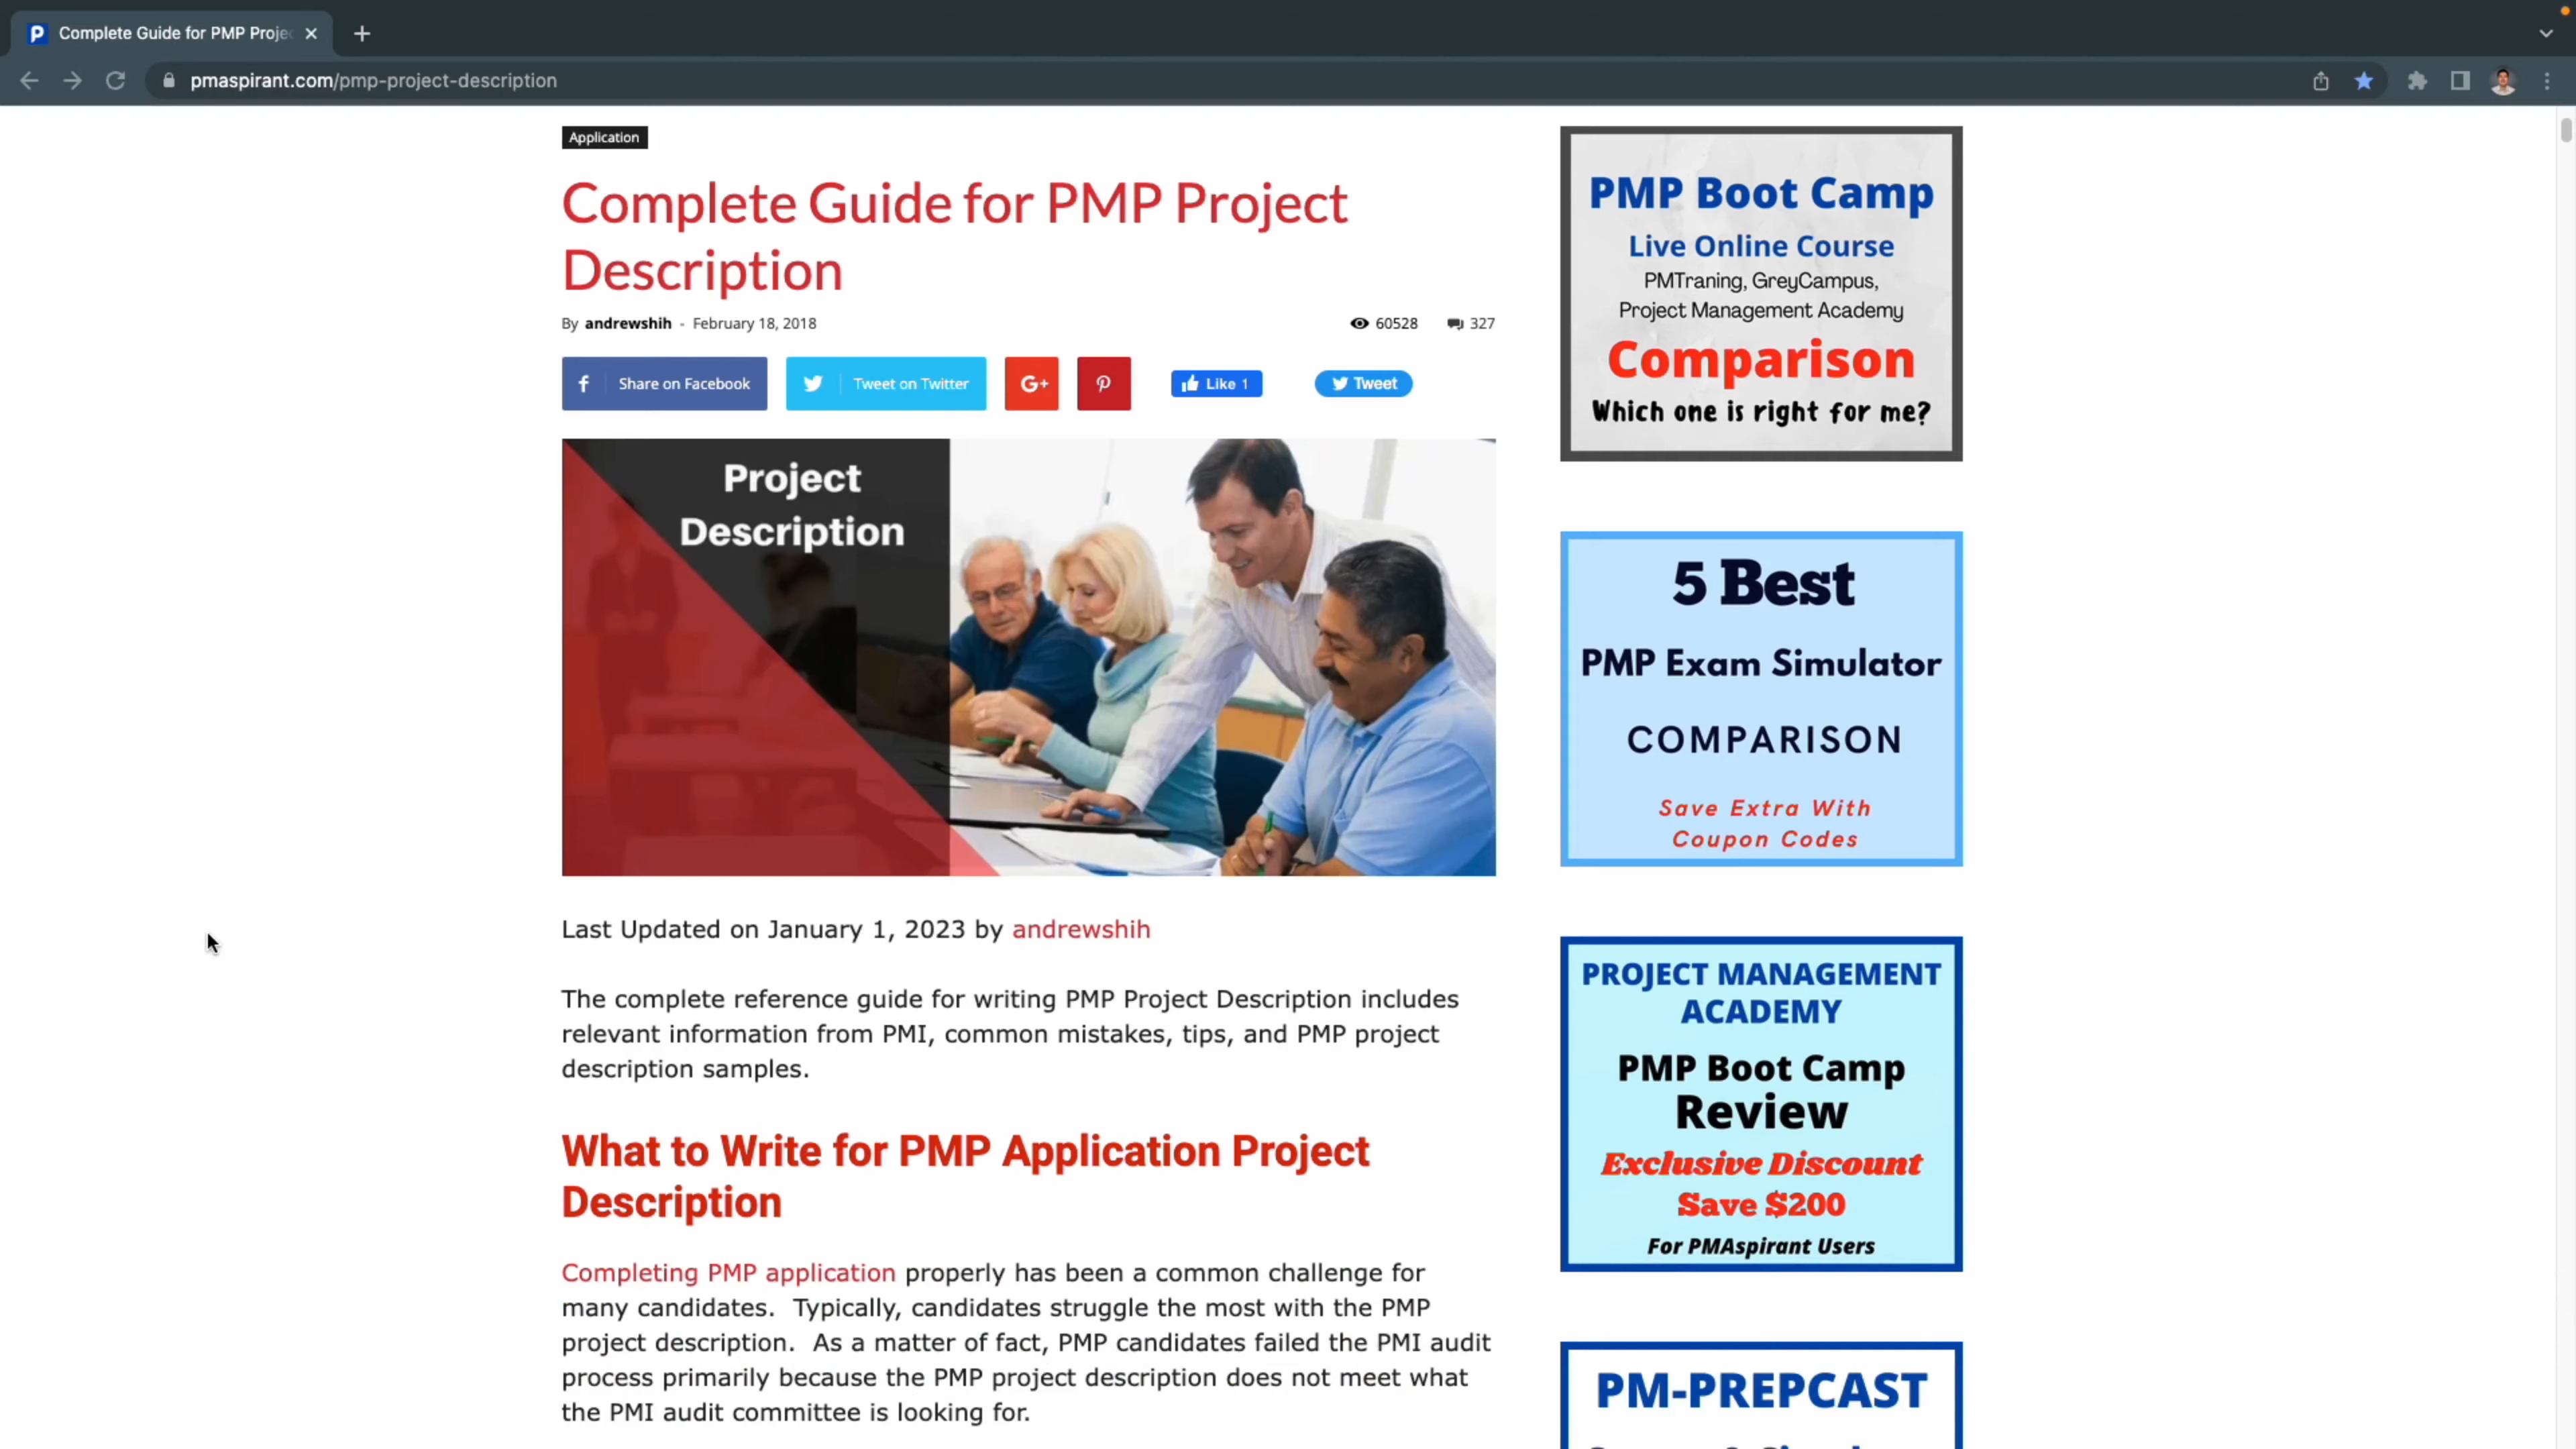 Complete Guide for PMP Proje
pmaspirant.com/pmp-project-description
Application
Complete Guide for PMP Project
Description
By andrewshih - February 18, 2018
60528 327
Share on Facebook
Tweet on Twitter
G+
Like 1
Tweet
Project
Description
Last Updated on January 1, 2023 by andrewshih
The complete reference guide for writing PMP Project Description includes
relevant information from PMI, common mistakes, tips, and PMP project
description samples.
What to Write for PMP Application Project
Description
Completing PMP application properly has been a common challenge for
many candidates. Typically, candidates struggle the most with the PMP
project description. As a matter of fact, PMP candidates failed the PMI audit
process primarily because the PMP project description does not meet what
the PMI audit committee is looking for.
PMP Boot Camp
Live Online Course
PMTraning, GreyCampus,
Project Management Academy
Comparison
Which one is right for me?
5 Best
PMP Exam Simulator
COMPARISON
Save Extra With
Coupon Codes
PROJECT MANAGEMENT
ACADEMY
PMP Boot Camp
Review
Exclusive Discount
Save $200
For PMAspirant Users
PM-PREPCAST